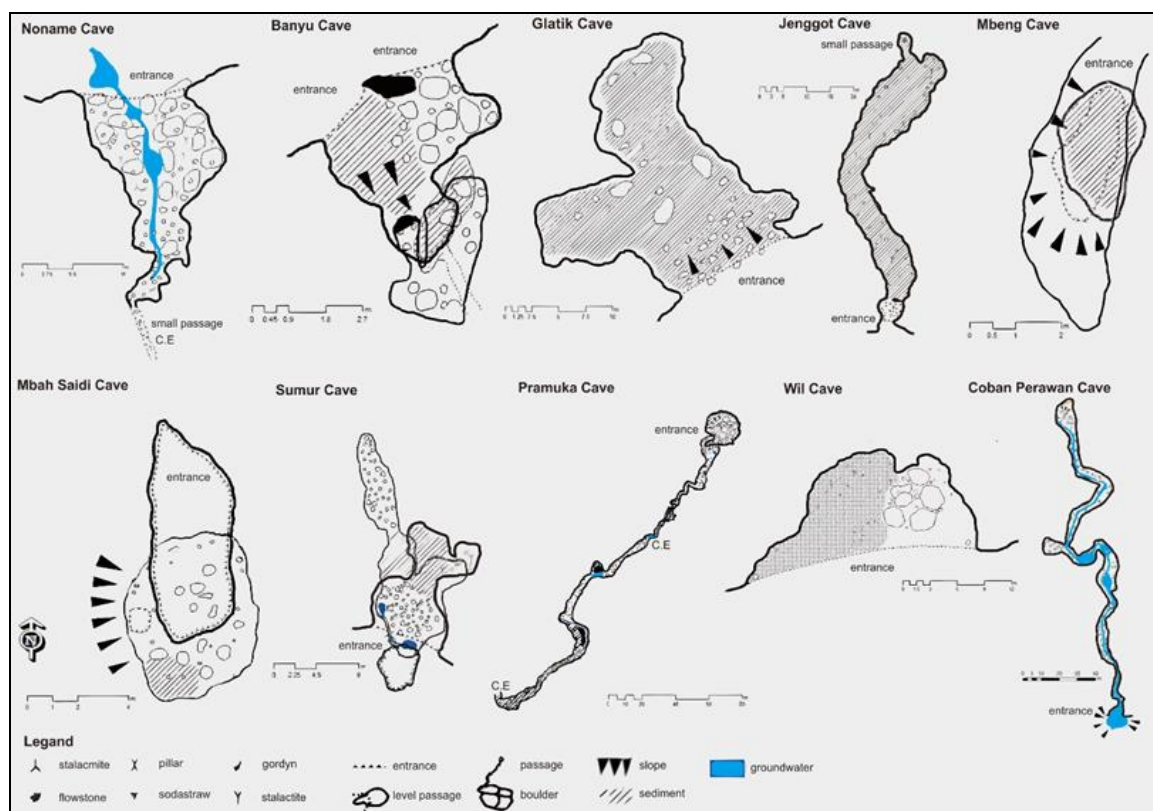 Noname Cave
entrance
small passage
C.E
Banyu Cave
entrance
entrance
0 0.45 0.9 1.8 2.7
m
Glatik Cave
entrance
Jenggot Cave
small passage
entrance
Mbeng Cave
entrance
0 0.5 1 2
m
Mbah Saidi Cave
entrance
N
0 1 2 4
m
Sumur Cave
entrance
0 2.25 4.5
Pramuka Cave
entrance
C.E
C.E
Wil Cave
entrance
Coban Perawan Cave
entrance
Legand
stalacmite
pillar
gordyn
entrance
passage
slope
groundwater
flowstone
sodastraw
stalactite
level passage
boulder
sediment